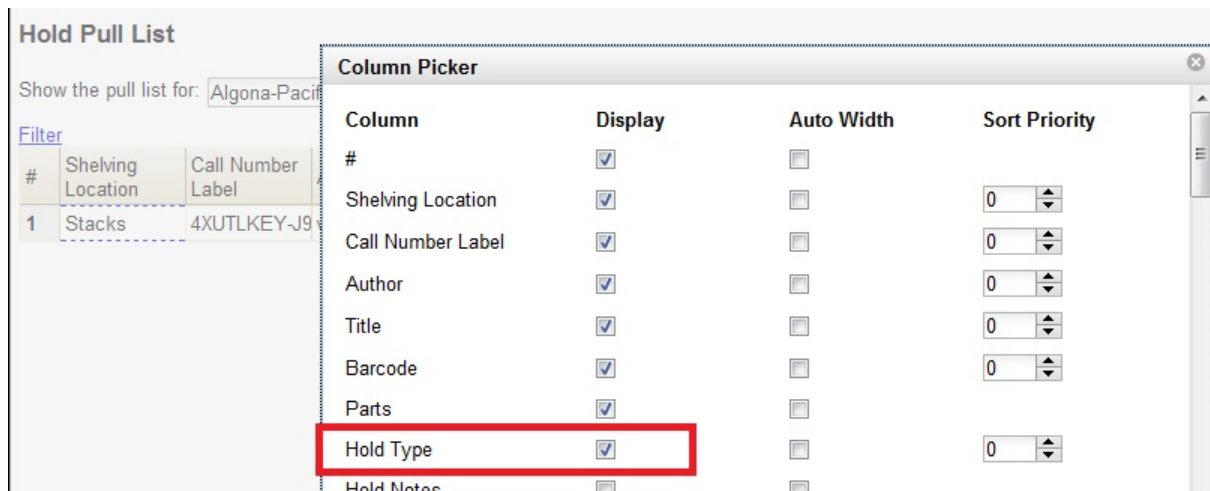 Hold Pull List
Show the pull list for: Algona-Pacif
Filter
# Shelving Location Call Number Label
1 Stacks 4XUTLKEY-J9
Column Picker
Column Display Auto Width Sort Priority
#
Shelving Location 0
Call Number Label 0
Author 0
Title 0
Barcode 0
Parts
Hold Type 0
Hold Notes